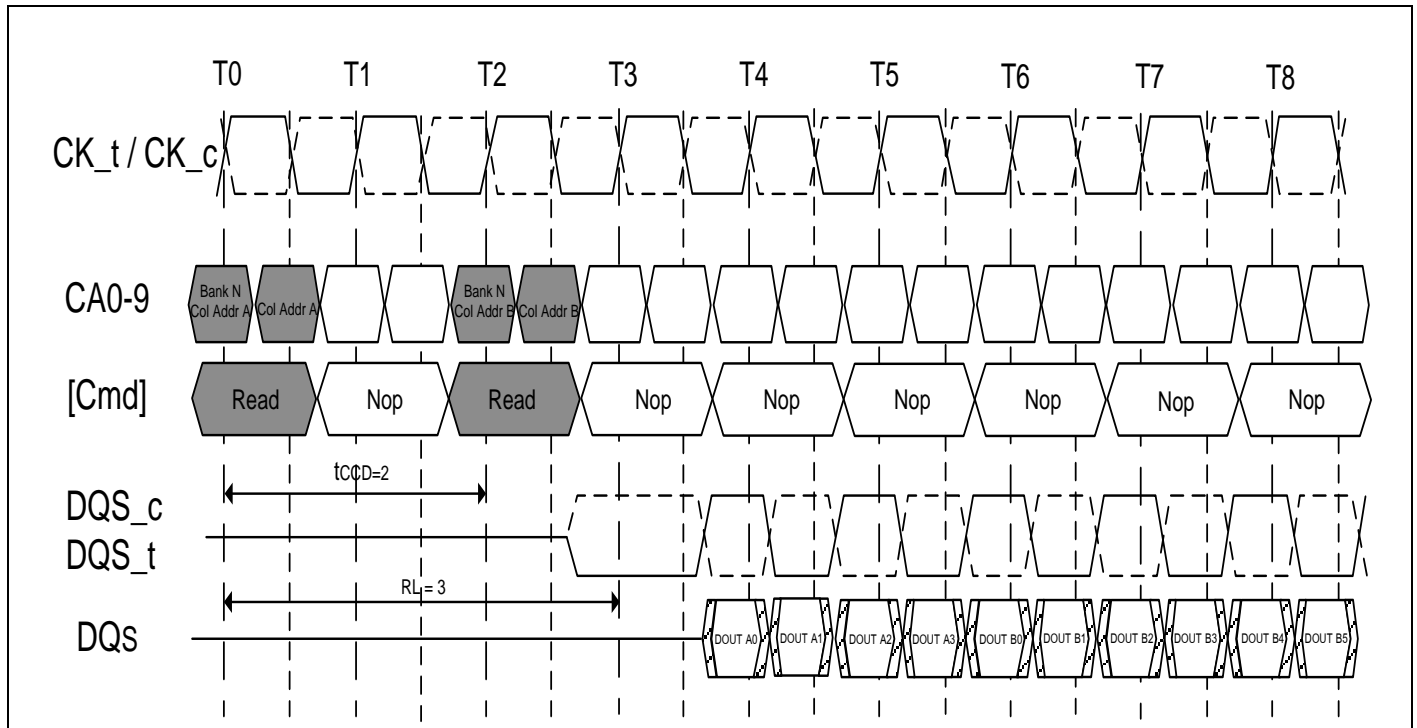 T0 T1 T2 T3 T4 T5 T6 T7 T8
CK_t / CK_c
CA0-9
Bank N
Col Addr A
Col Addr A
Bank N
Col Addr B
Col Addr B
[Cmd]
Read Nop Read Nop Nop Nop Nop Nop Nop
tCCD=2
DQS_c
DQS_t
RL = 3
DQs
DOUT A0 DOUT A1 DOUT A2 DOUT A3 DOUT B0 DOUT B1 DOUT B2 DOUT B3 DOUT B4 DOUT B5